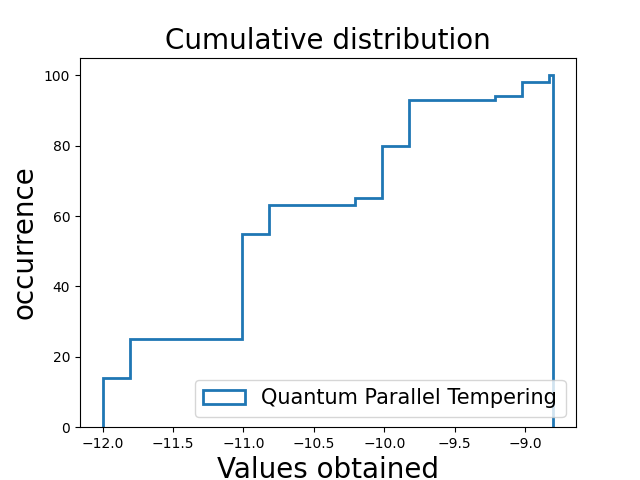 Cumulative distribution
occurrence
100
80
60
40
20
0
Quantum Parallel Tempering
−12.0 −11.5 −11.0 −10.5 −10.0 −9.5 −9.0
Values obtained